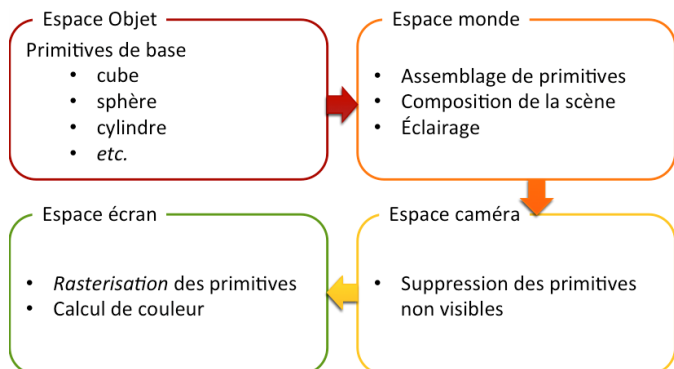 Espace Objet
Primitives de base
• cube
• sphère
• cylindre
• etc.
Espace monde
• Assemblage de primitives
• Composition de la scène
• Éclairage
Espace écran
• Rasterisation des primitives
• Calcul de couleur
Espace caméra
• Suppression des primitives
non visibles